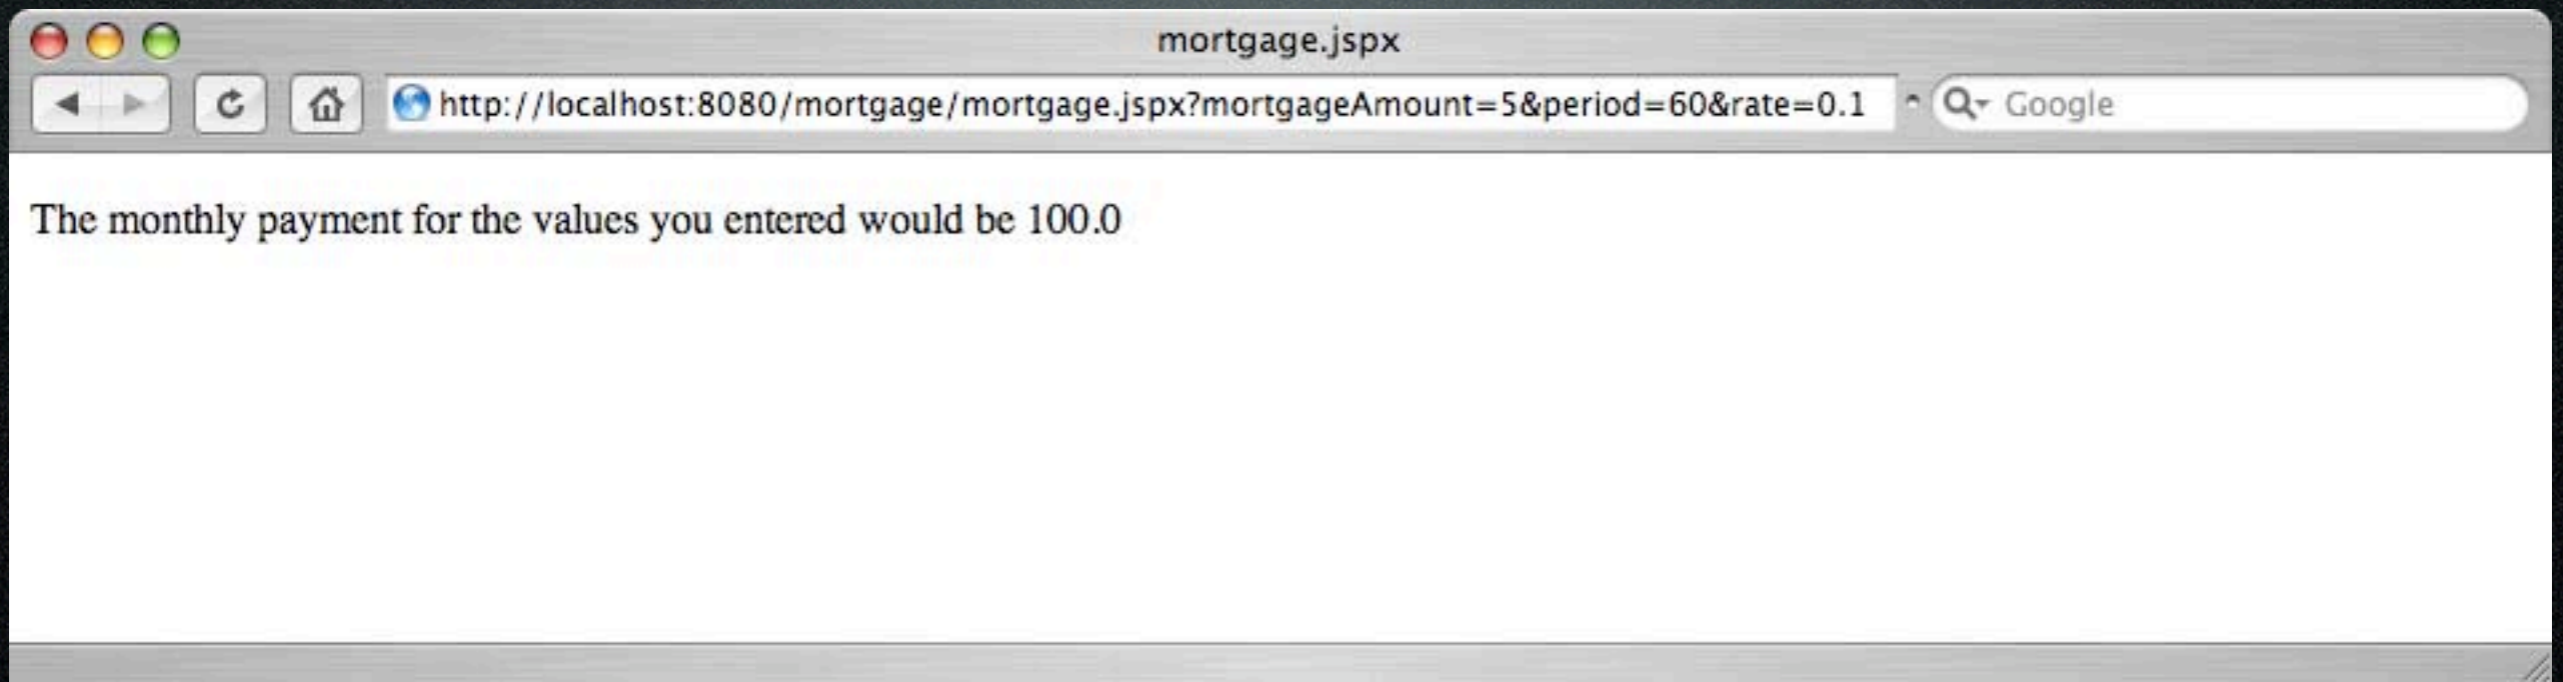 mortgage.jspx
http://localhost:8080/mortgage/mortgage.jspx?mortgageAmount=5&period=60&rate=0.1 Google
The monthly payment for the values you entered would be 100.0